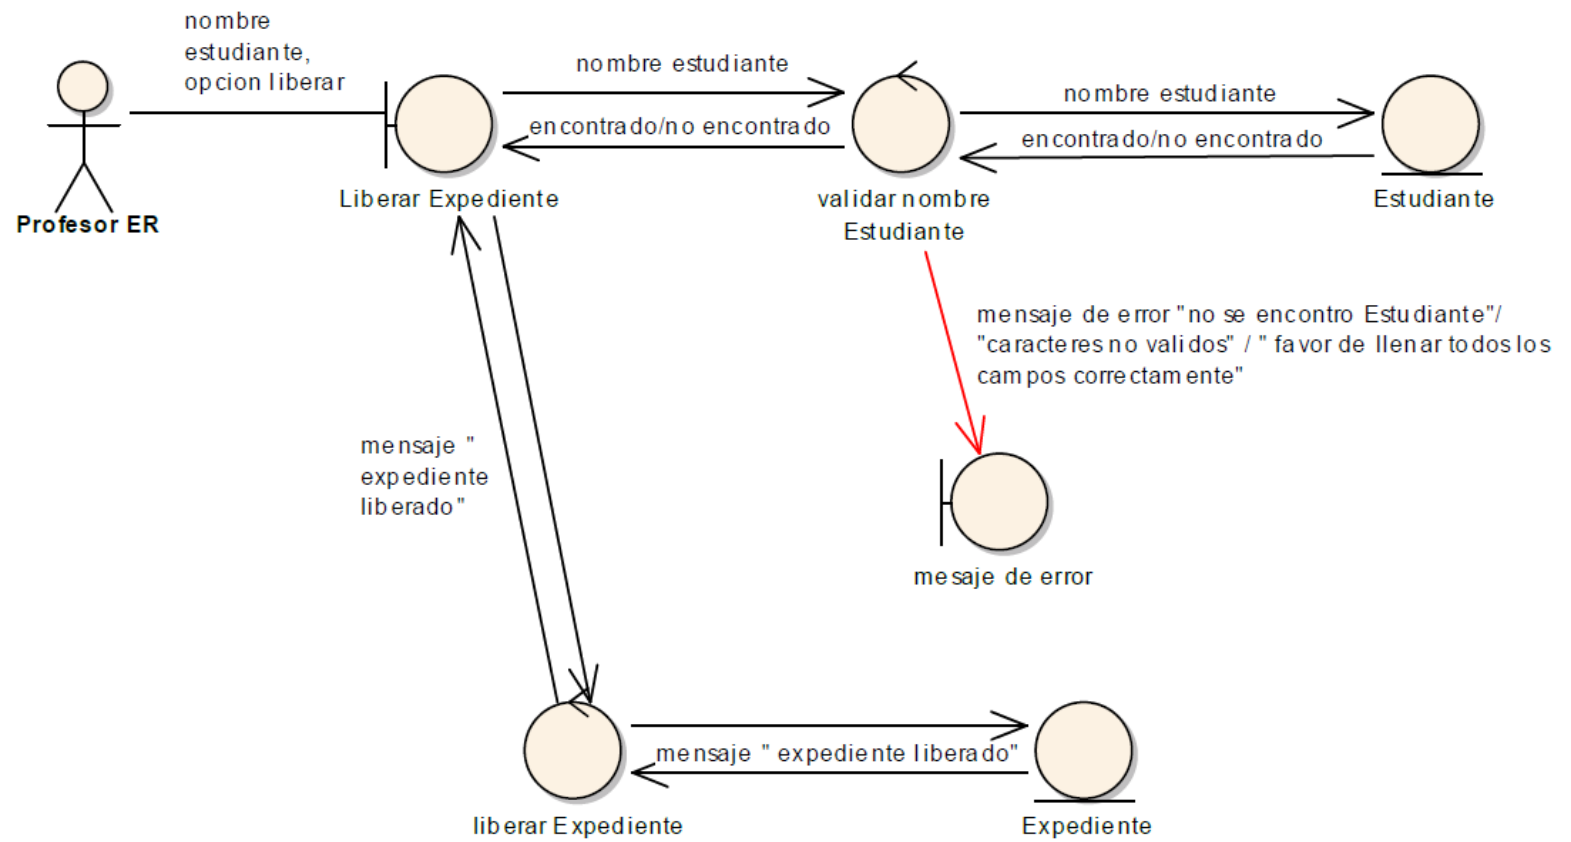 nombre
estudiante,
opcion liberar
nombre estudiante
encontrado/no encontrado
nombre estudiante
encontrado/no encontrado
Profesor ER
Liberar Expediente
validar nombre
Estudiante
Estudiante
mensaje de error "no se encontro Estudiante"/
"caracteres no validos" / " favor de llenar todos los
campos correctamente"
mensaje "
expediente
liberado"
mesaje de error
mensaje " expediente liberado"
liberar Expediente
Expediente